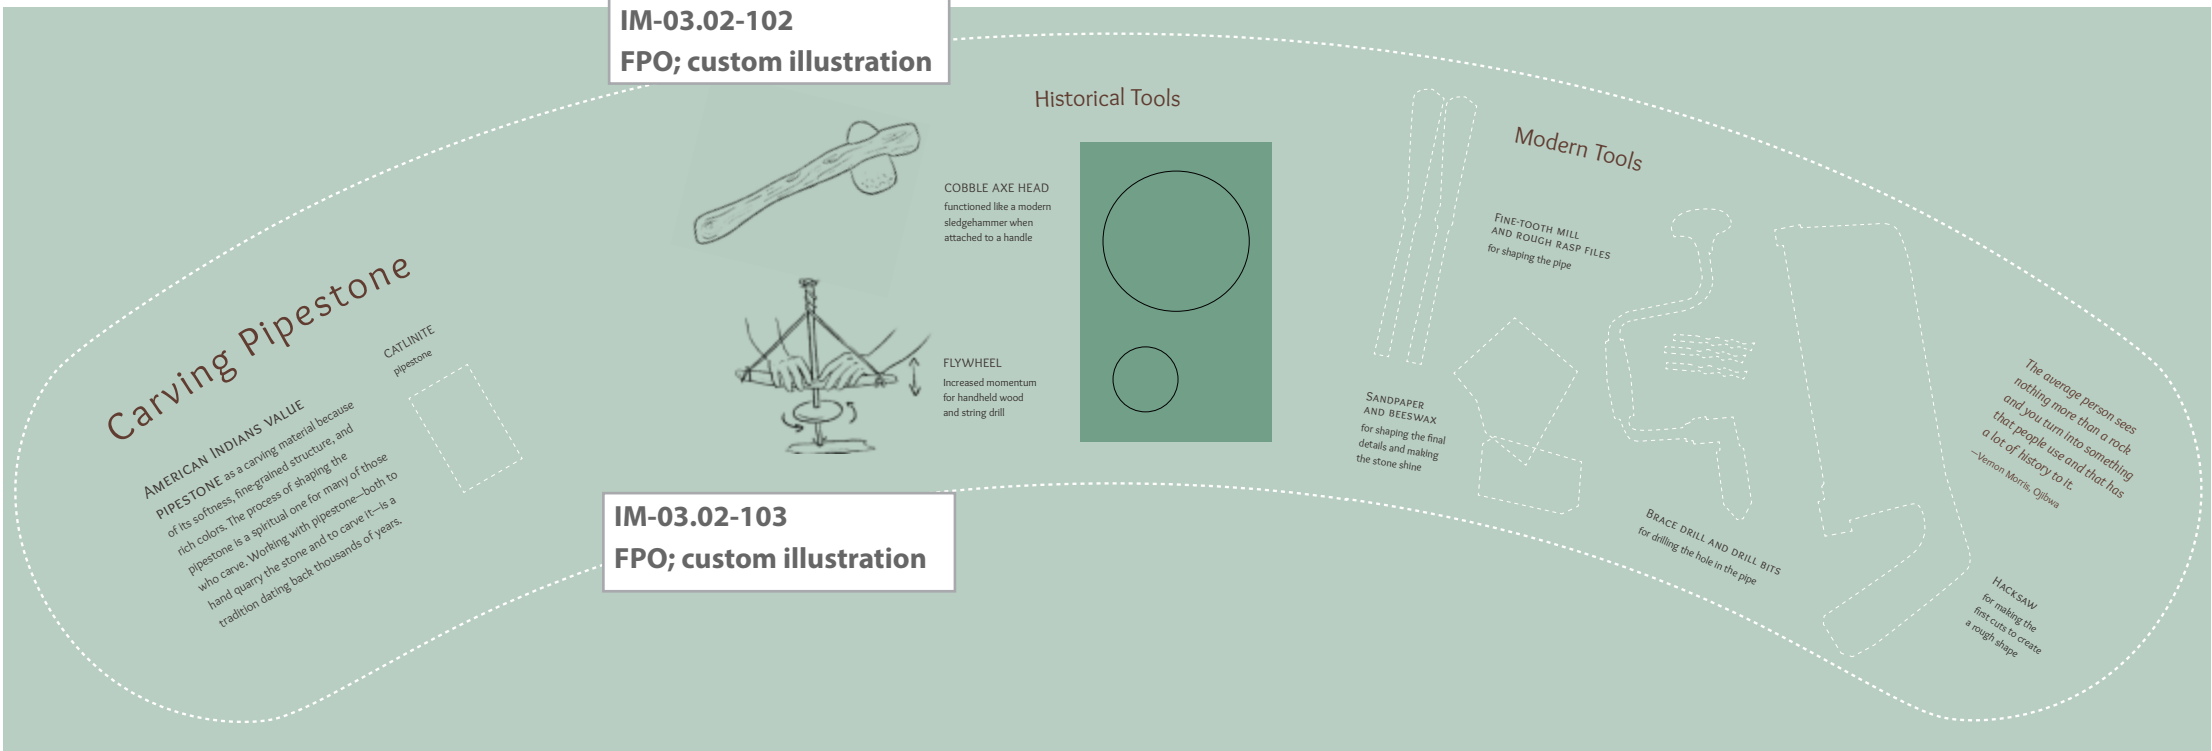 IM-03.02-102
FPO; custom illustration
Carving Pipestone
American Indians value
pipestone as a carving material because
of its softness, fine-grained structure, and
rich colors. The process of shaping the
pipestone is a spiritual one for many of those
who carve. Working with pipestone—both to
hand quarry the stone and to carve it—is a
tradition dating back thousands of years.
CATLINITE
pipestone
Historical Tools
COBBLE AXE HEAD
functioned like a modern
sledgehammer when
attached to a handle
FLYWHEEL
Increased momentum
for handheld wood
and string drill
IM-03.02-103
FPO; custom illustration
Modern Tools
Fine-tooth mill
and rough rasp files
for shaping the pipe
Sandpaper
and beeswax
for shaping the final
details and making
the stone shine
Brace drill and drill bits
for drilling the hole in the pipe
Hacksaw
for making the
first cuts to create
a rough shape
The average person sees
nothing more than a rock
and you turn into something
that people use and that has
a lot of history to it.
—Vernon Morris, Ojibwa